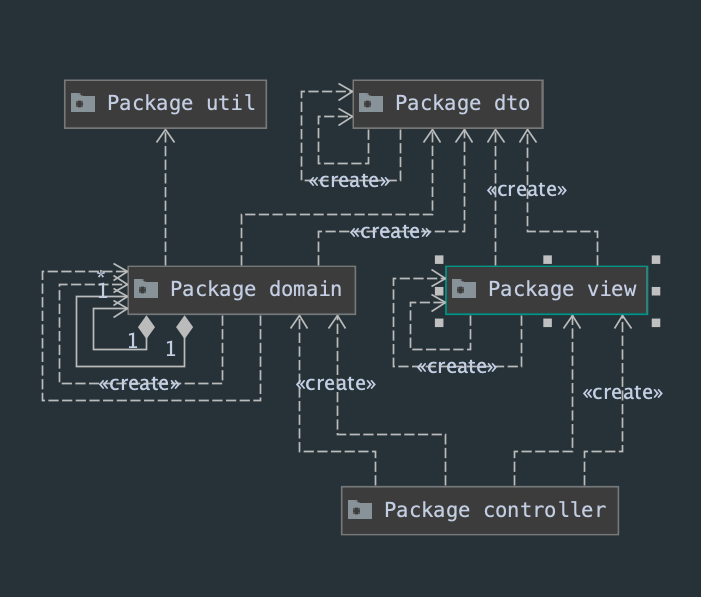 Package util
Package dto
«create»
«create»
«create»
*
1
Package domain
Package view
1
1
«create»
«create»
«create»
«create»
Package controller